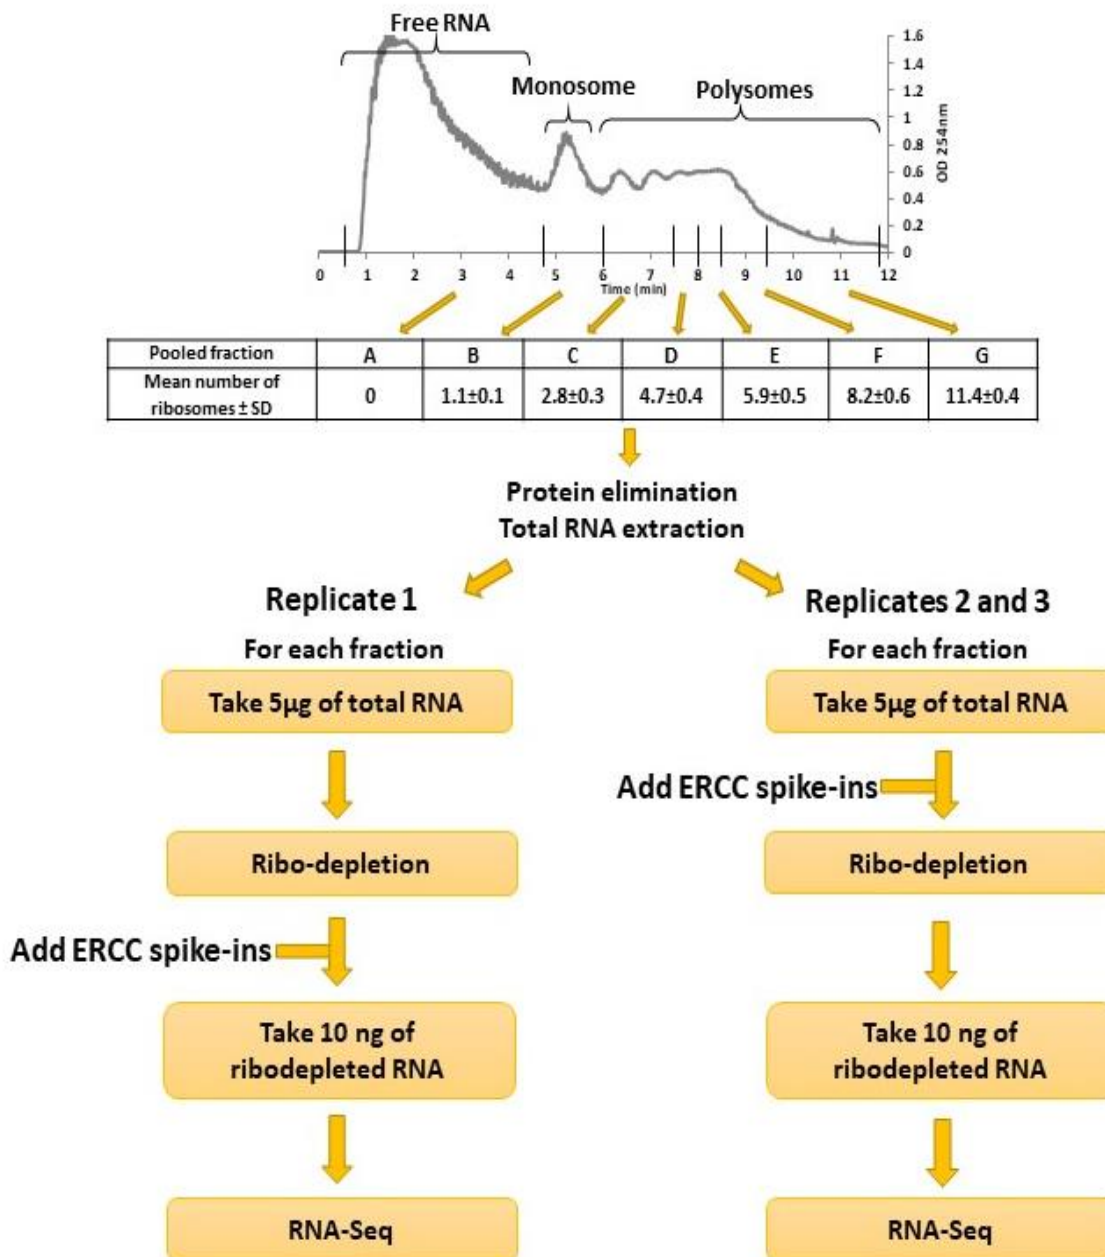 Free RNA
Monosome
Polysomes
1.6
1.4
1.2
1
0.8
0.6
0.4
0.2
0
OD 254nm
0 1 2 3 4 5 6 7 8 9 10 11 12
Time (min)
Pooled fraction A B C D E F G
Mean number of
ribosomes ± SD 0 1.1±0.1 2.8±0.3 4.7±0.4 5.9±0.5 8.2±0.6 11.4±0.4
Protein elimination
Total RNA extraction
Replicate 1
For each fraction
Take 5µg of total RNA
Ribo-depletion
Add ERCC spike-ins
Take 10 ng of
ribodepleted RNA
RNA-Seq
Replicates 2 and 3
For each fraction
Take 5µg of total RNA
Add ERCC spike-ins
Ribo-depletion
Take 10 ng of
ribodepleted RNA
RNA-Seq